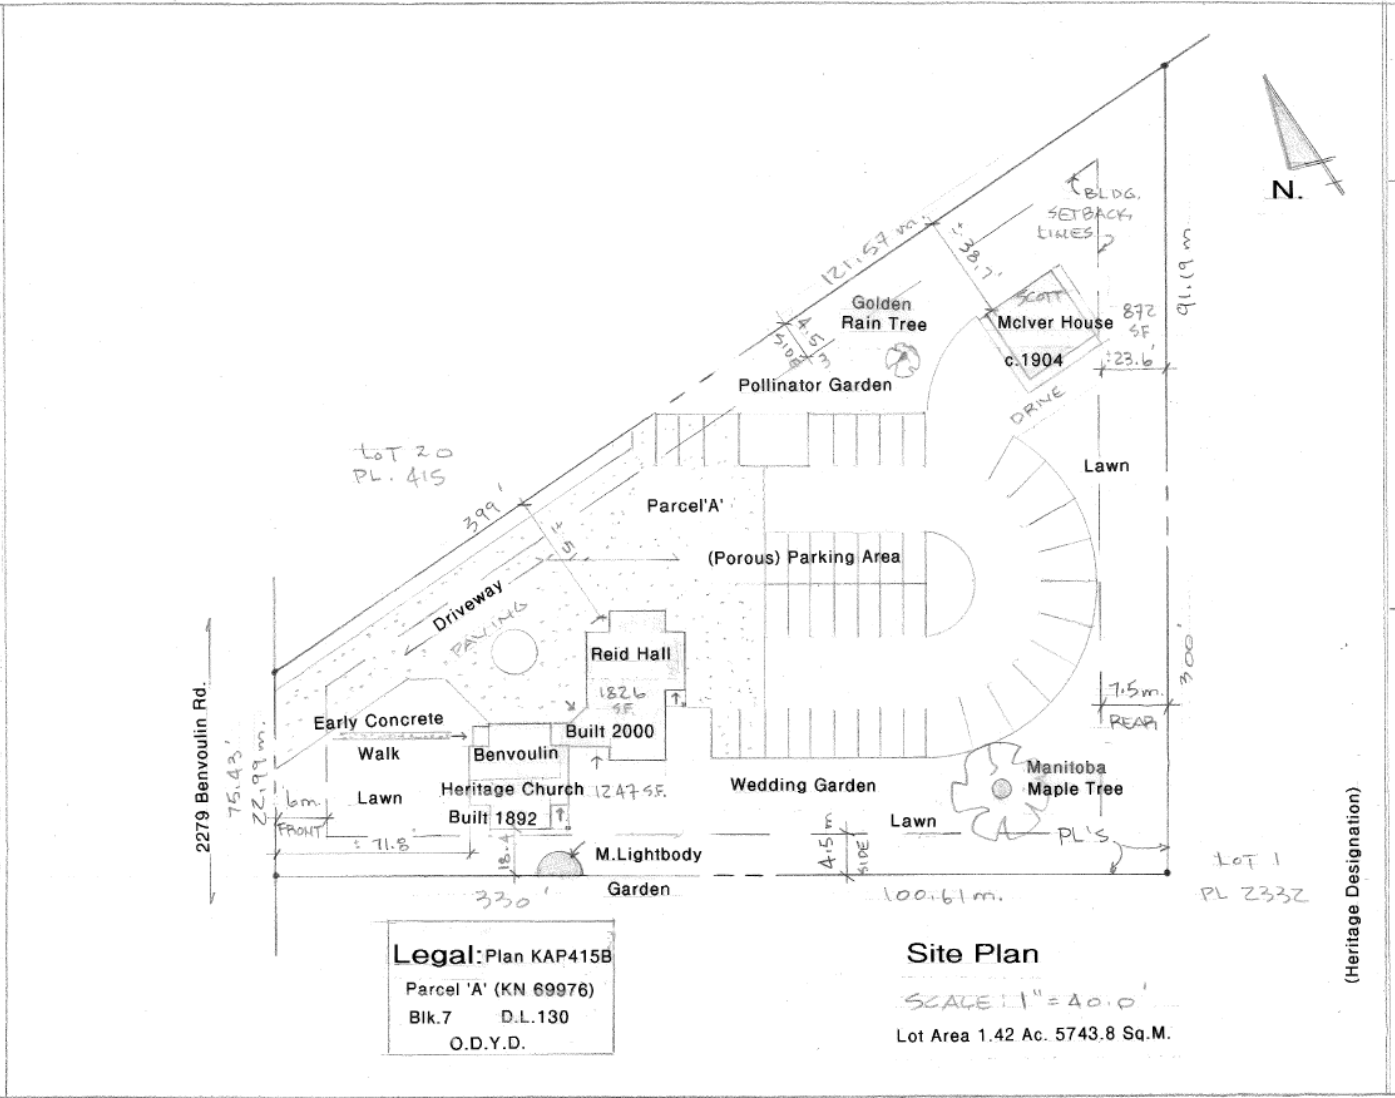 N.
BLDG.
SETBACK
LINES
121.57 m.
± 38.7'
91.19 m.
Golden
Rain Tree
4.5 m
SIDE
SCOTT
McIver House
c.1904
872
SF
±23.6'
Pollinator Garden
DRIVE
LOT 20
PL. 415
Lawn
399'
Parcel'A'
± 51'
(Porous) Parking Area
Driveway
PAVING
Reid Hall
1826
S.F.
Built 2000
300'
7.5 m.
REAR
2279 Benvoulin Rd.
75.43'
22.99 m.
Early Concrete
Walk
Benvoulin
Heritage Church
Built 1892
1247 S.F.
Lawn
6m.
FRONT
± 71.8'
18.4
Wedding Garden
Manitoba
Maple Tree
Lawn
4.5 m
SIDE
PL'S
M.Lightbody
Garden
330'
100.61 m.
LOT 1
PL 2332
(Heritage Designation)
Legal: Plan KAP415B
Parcel 'A' (KN 69976)
Blk.7 D.L.130
O.D.Y.D.
Site Plan
SCALE: 1" = 40.0'
Lot Area 1.42 Ac. 5743.8 Sq.M.